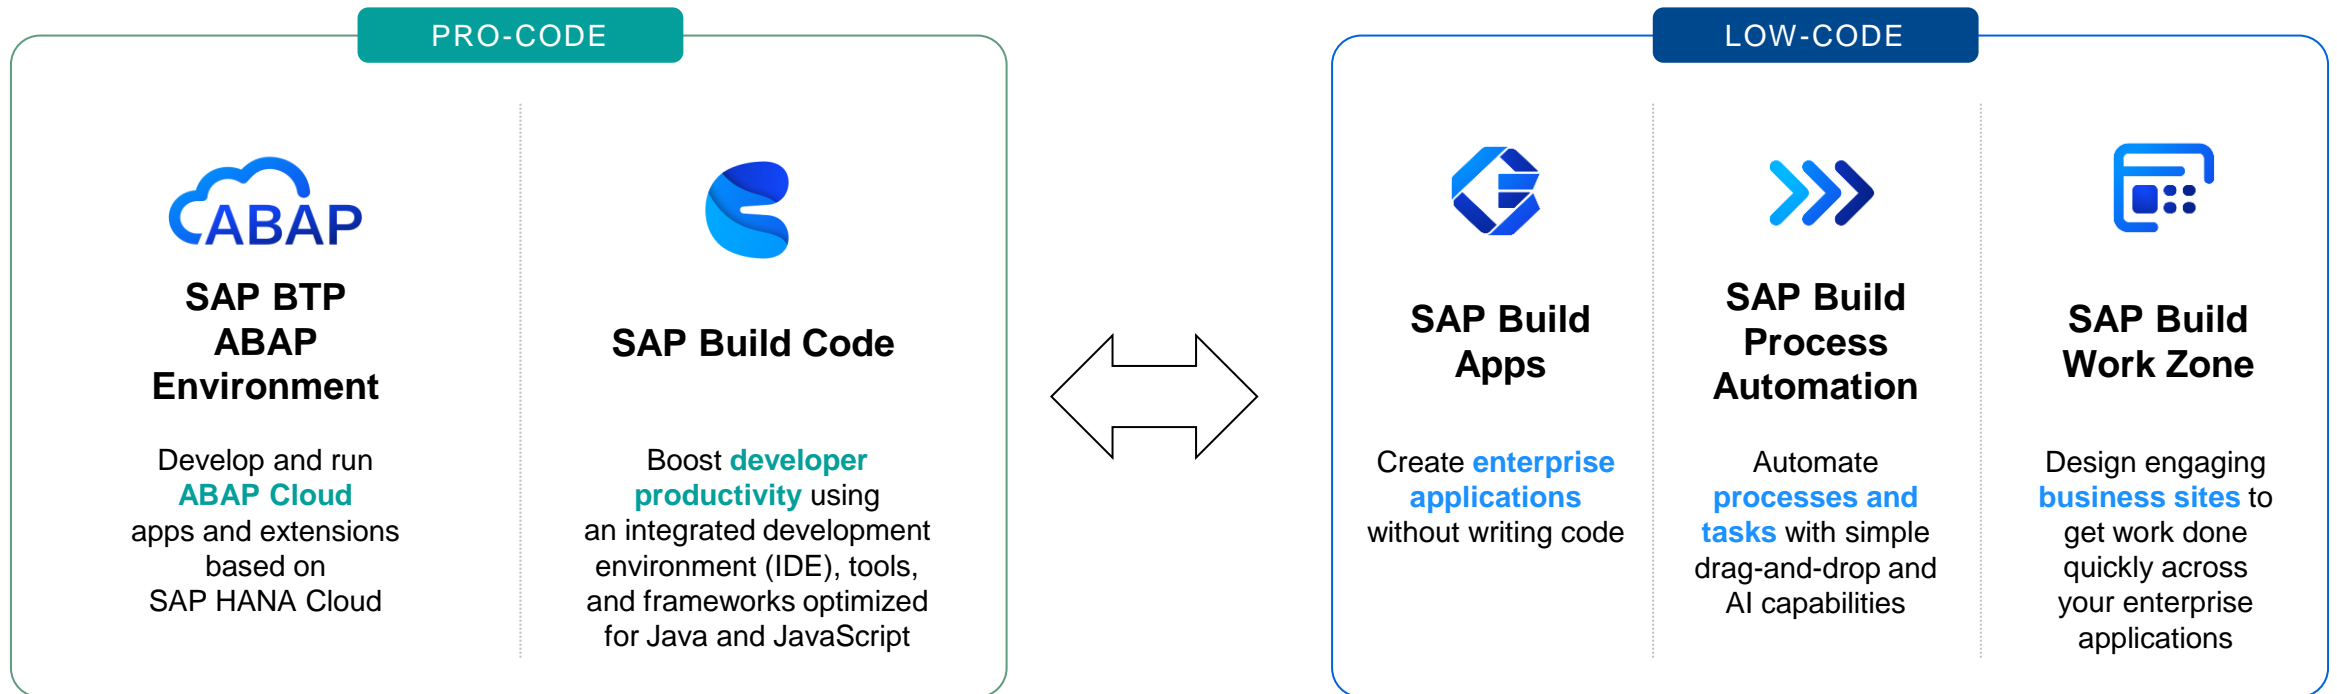 PRO-CODE
ABAP
SAP BTP
ABAP
Environment
Develop and run
ABAP Cloud
apps and extensions
based on
SAP HANA Cloud
SAP Build Code
Boost developer
productivity using
an integrated development
environment (IDE), tools,
and frameworks optimized
for Java and JavaScript
LOW-CODE
SAP Build
Apps
Create enterprise
applications
without writing code
SAP Build
Process
Automation
Automate
processes and
tasks with simple
drag-and-drop and
AI capabilities
SAP Build
Work Zone
Design engaging
business sites to
get work done
quickly across
your enterprise
applications